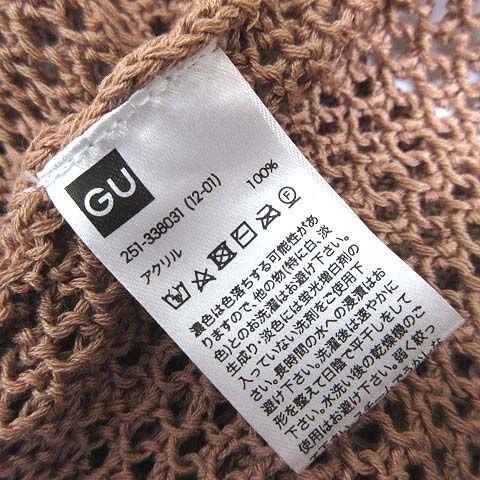 GU
251-338031 (12-01)
アクリル 100%
濃色は色落ちする可能性があ
りますので、他の物(特に白、淡
色)とのお洗濯はお避け下さい。
生成り、淡色には蛍光増白剤の
入っていない洗剤をご使用下
さい。長時間の水への浸漬はお
避け下さい。洗濯後は速やかに
形を整えて日陰で平干しをして
下さい。水洗い後の乾燥機のご
使用はお避け下さい。弱く絞っ